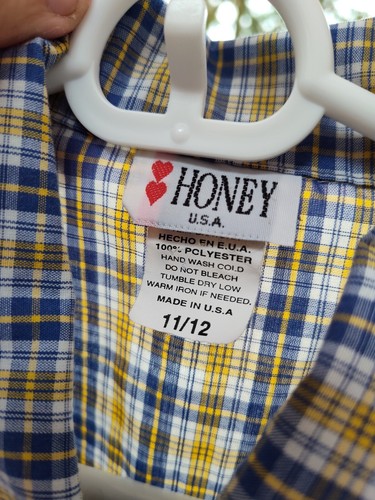 HONEY
U.S.A.
HECHO EN E.U.A.
100% PCLYESTER
HAND WASH COLD
DO NOT BLEACH
TUMBLE DRY LOW
WARM IRON IF NEEDED.
MADE IN U.S.A
11/12